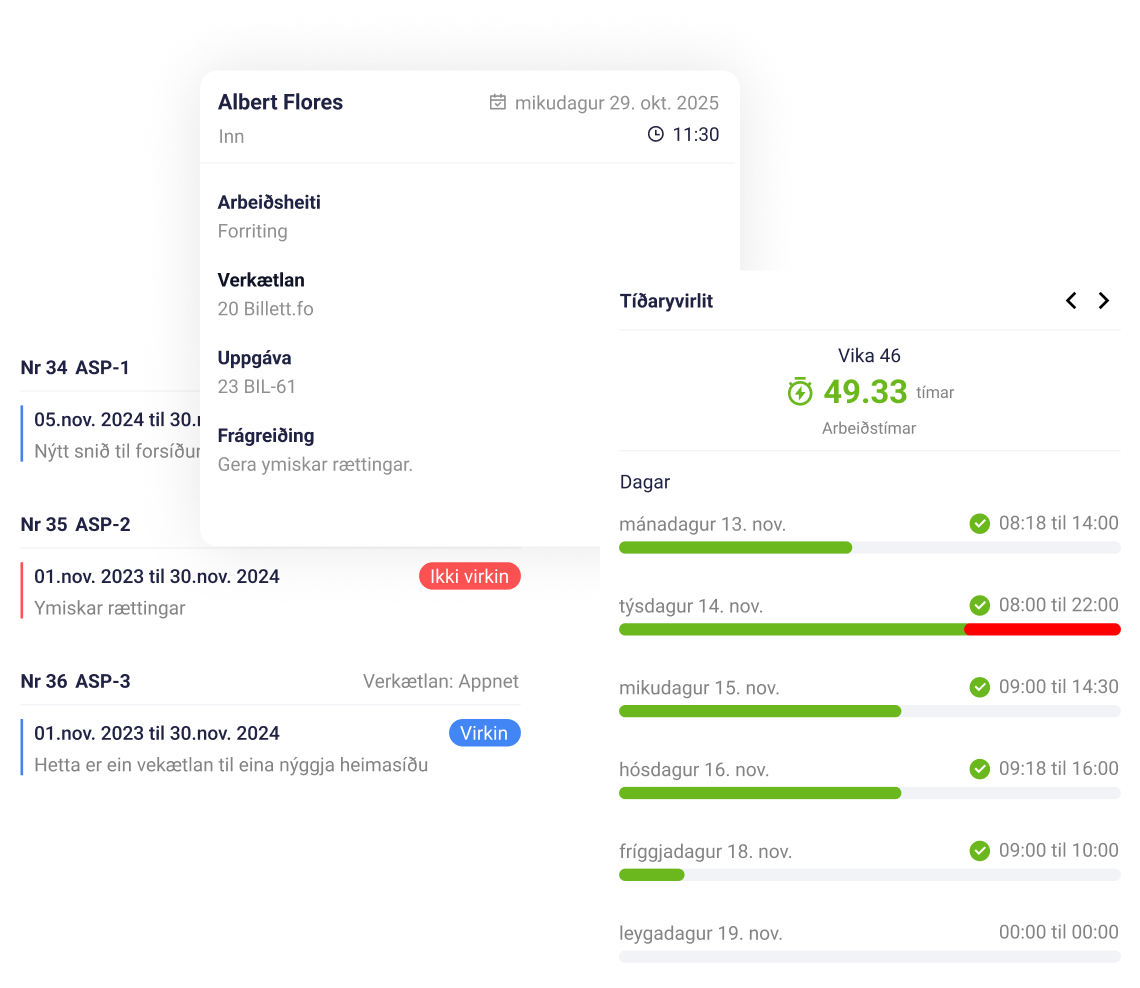 Albert Flores
mikudagur 29. okt. 2025
Inn
11:30
Arbeiðsheiti
Forriting
Verkætlan
20 Billett.fo
Uppgáva
23 BIL-61
Frágreiðing
Gera ymiskar rættingar.
Nr 34 ASP-1
05.nov. 2024 til 30.
Nýtt snið til forsíður
Nr 35 ASP-2
01.nov. 2023 til 30.nov. 2024
Ikki virkin
Ymiskar rættingar
Nr 36 ASP-3
Verkætlan: Appnet
01.nov. 2023 til 30.nov. 2024
Virkin
Hetta er ein vekætlan til eina nýggja heimasíðu
Tíðaryvirlit
Vika 46
49.33 tímar
Arbeiðstímar
Dagar
mánadagur 13. nov.
08:18 til 14:00
týsdagur 14. nov.
08:00 til 22:00
mikudagur 15. nov.
09:00 til 14:30
hósdagur 16. nov.
09:18 til 16:00
fríggjadagur 18. nov.
09:00 til 10:00
leygadagur 19. nov.
00:00 til 00:00